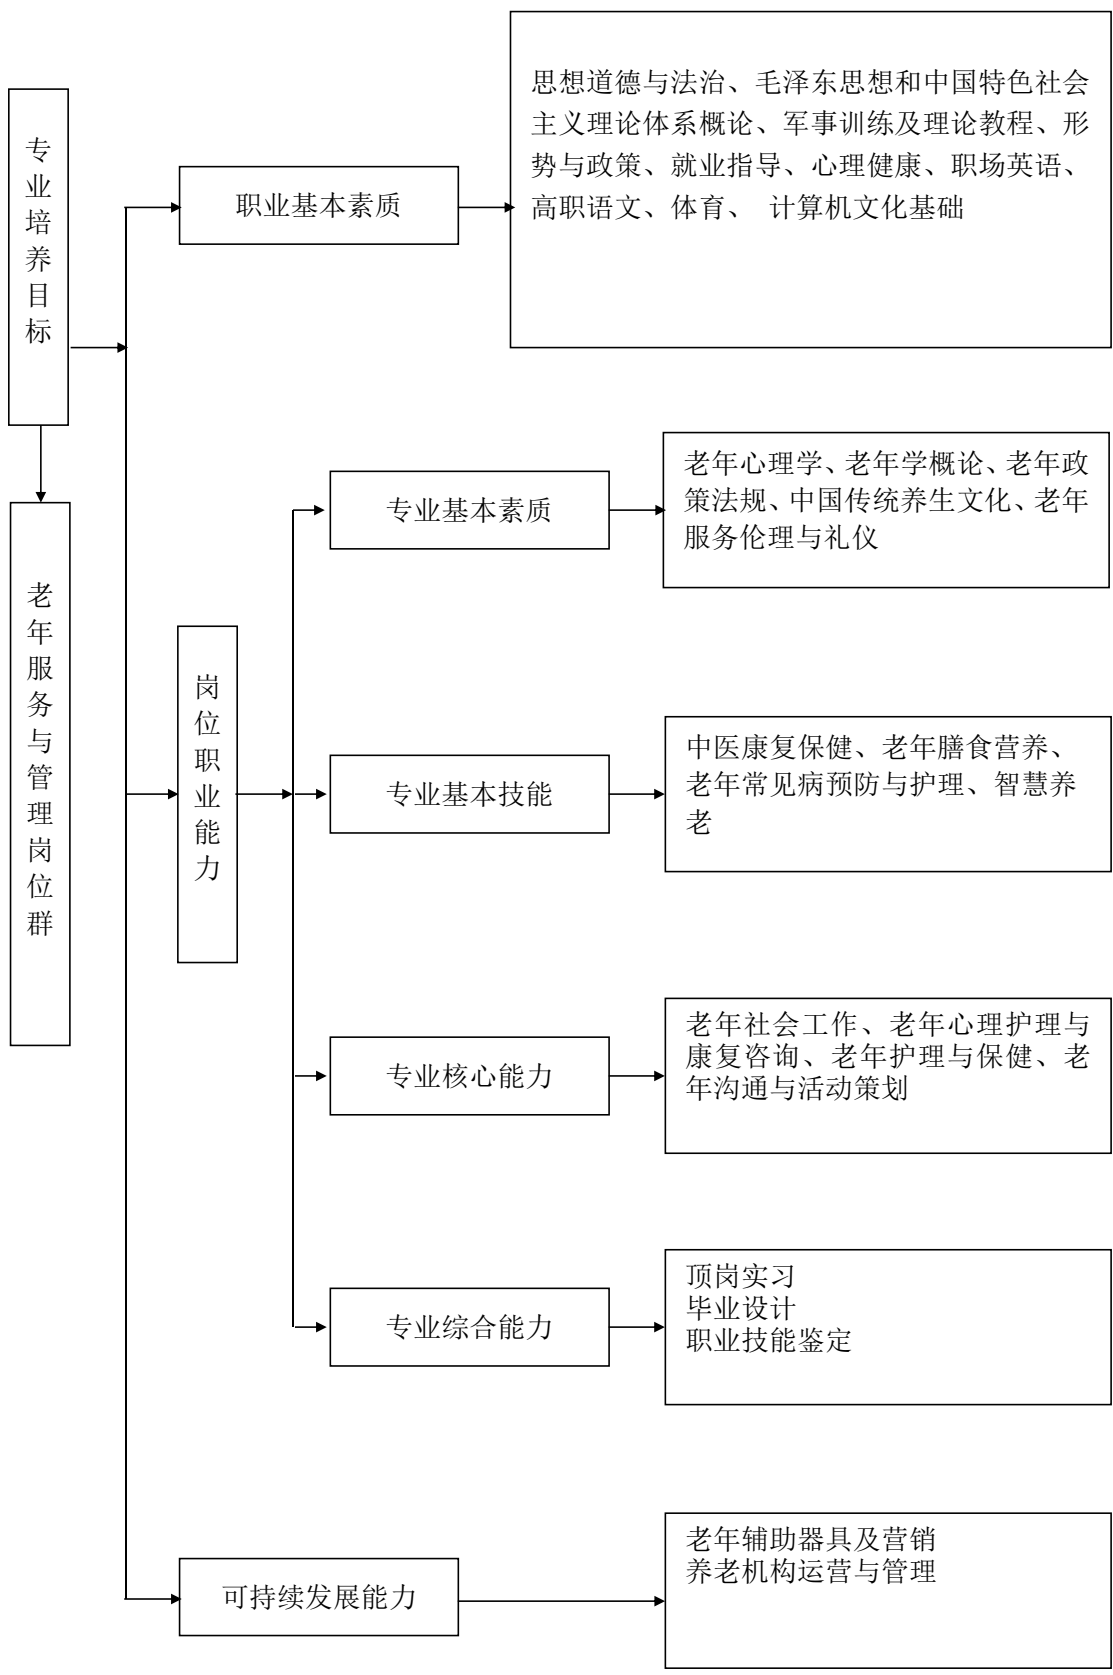 专业培养目标
老年服务与管理岗位群
职业基本素质
思想道德与法治、毛泽东思想和中国特色社会
主义理论体系概论、军事训练及理论教程、形
势与政策、就业指导、心理健康、职场英语、
高职语文、体育、 计算机文化基础
岗位职业能力
专业基本素质
老年心理学、老年学概论、老年政
策法规、中国传统养生文化、老年
服务伦理与礼仪
专业基本技能
中医康复保健、老年膳食营养、
老年常见病预防与护理、智慧养
老
专业核心能力
老年社会工作、老年心理护理与
康复咨询、老年护理与保健、老
年沟通与活动策划
专业综合能力
顶岗实习
毕业设计
职业技能鉴定
可持续发展能力
老年辅助器具及营销
养老机构运营与管理